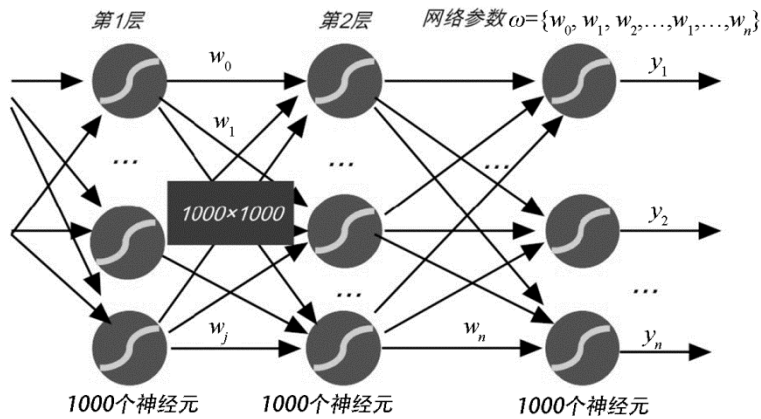 第1层
第2层
网络参数 ω={w₀, w₁, w₂,…,w₁,…,wₙ}
w₀
y₁
w₁
…
…
…
1000×1000
y₂
…
…
wⱼ
wₙ
yₙ
1000个神经元
1000个神经元
1000个神经元